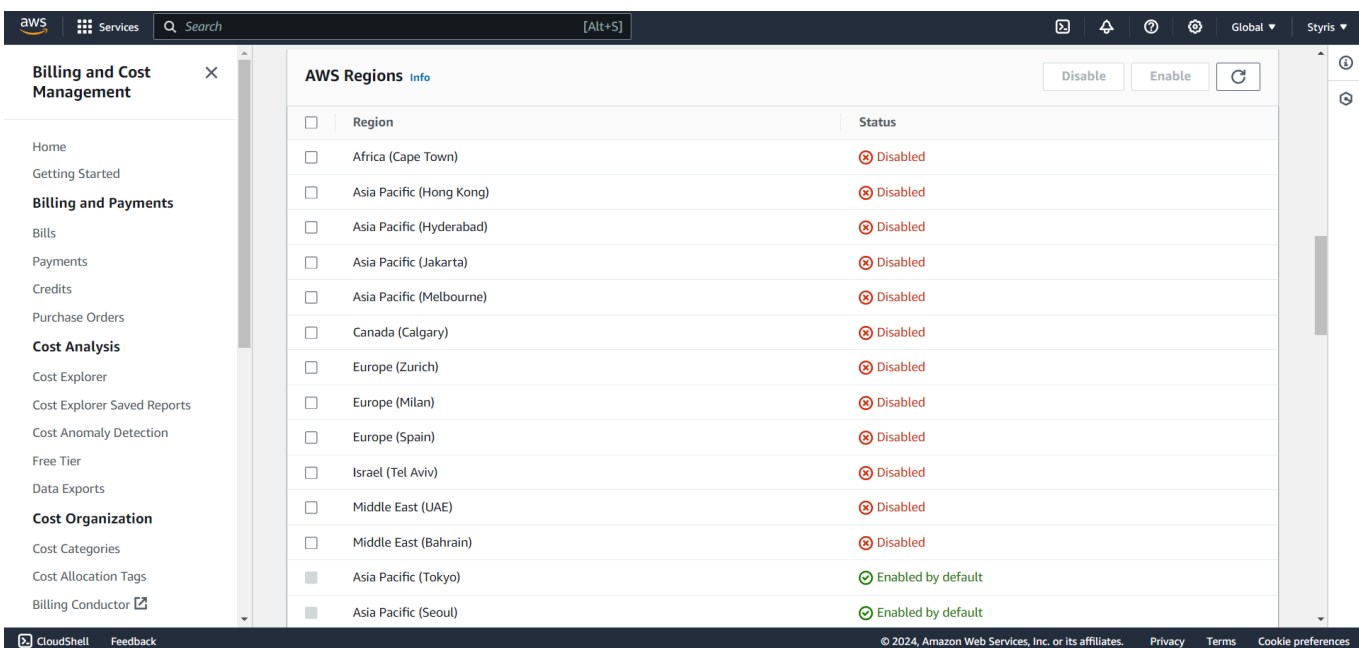 aws Services Search [Alt+S] Global Styris
Billing and Cost Management
Home
Getting Started
Billing and Payments
Bills
Payments
Credits
Purchase Orders
Cost Analysis
Cost Explorer
Cost Explorer Saved Reports
Cost Anomaly Detection
Free Tier
Data Exports
Cost Organization
Cost Categories
Cost Allocation Tags
Billing Conductor
AWS Regions Info Disable Enable
Region Status
Africa (Cape Town) Disabled
Asia Pacific (Hong Kong) Disabled
Asia Pacific (Hyderabad) Disabled
Asia Pacific (Jakarta) Disabled
Asia Pacific (Melbourne) Disabled
Canada (Calgary) Disabled
Europe (Zurich) Disabled
Europe (Milan) Disabled
Europe (Spain) Disabled
Israel (Tel Aviv) Disabled
Middle East (UAE) Disabled
Middle East (Bahrain) Disabled
Asia Pacific (Tokyo) Enabled by default
Asia Pacific (Seoul) Enabled by default
CloudShell Feedback © 2024, Amazon Web Services, Inc. or its affiliates. Privacy Terms Cookie preferences